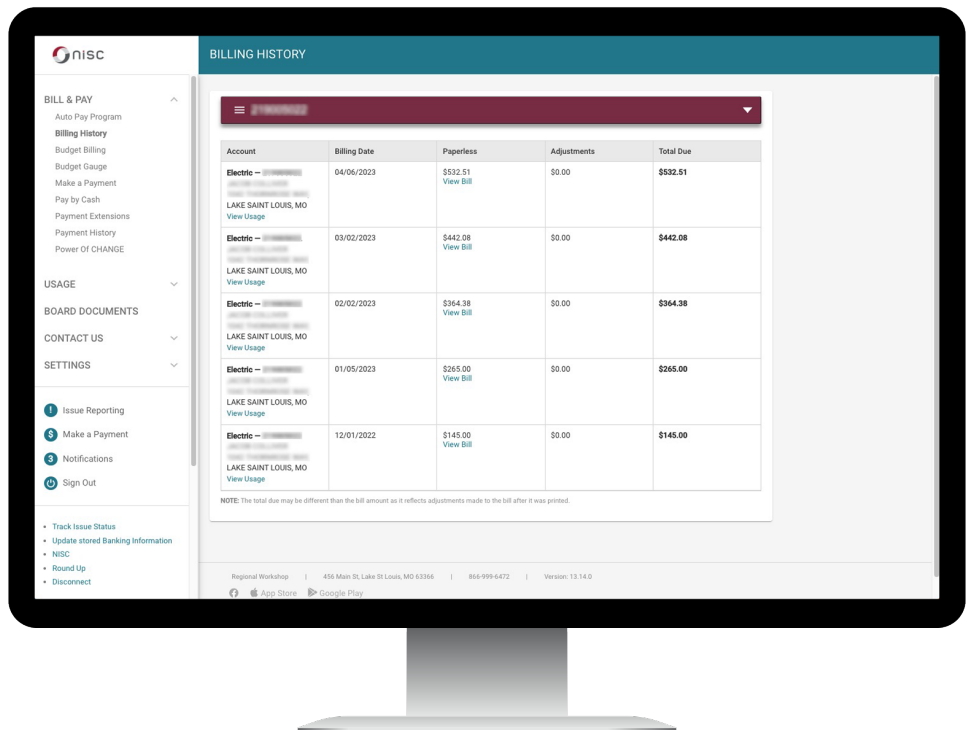 nisc
BILLING HISTORY
BILL & PAY
Auto Pay Program
Billing History
Budget Billing
Budget Gauge
Make a Payment
Pay by Cash
Payment Extensions
Payment History
Power Of CHANGE
USAGE
BOARD DOCUMENTS
CONTACT US
SETTINGS
! Issue Reporting
$ Make a Payment
3 Notifications
Sign Out
• Track Issue Status
• Update stored Banking Information
• NISC
• Round Up
• Disconnect
Account Billing Date Paperless Adjustments Total Due
Electric – 04/06/2023 $532.51 $0.00 $532.51
View Bill
LAKE SAINT LOUIS, MO
View Usage
Electric – 03/02/2023 $442.08 $0.00 $442.08
View Bill
LAKE SAINT LOUIS, MO
View Usage
Electric – 02/02/2023 $364.38 $0.00 $364.38
View Bill
LAKE SAINT LOUIS, MO
View Usage
Electric – 01/05/2023 $265.00 $0.00 $265.00
View Bill
LAKE SAINT LOUIS, MO
View Usage
Electric – 12/01/2022 $145.00 $0.00 $145.00
View Bill
LAKE SAINT LOUIS, MO
View Usage
NOTE: The total due may be different than the bill amount as it reflects adjustments made to the bill after it was printed.
Regional Workshop | 456 Main St, Lake St Louis, MO 63366 | 866-999-6472 | Version: 13.14.0
App Store Google Play